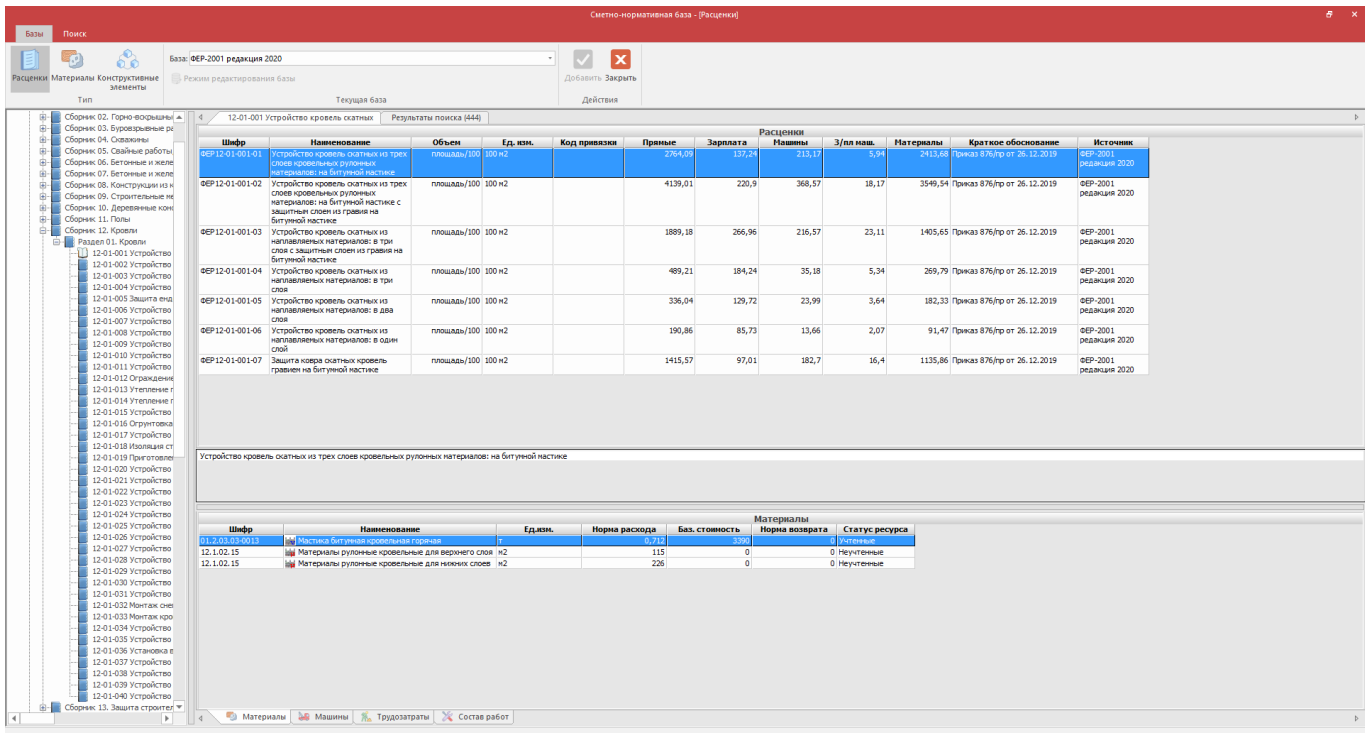 Сметно-нормативная база - [Расценки]
Базы Поиск
База: ФЕР-2001 редакция 2020
Расценки Материалы Конструктивные элементы
Режим редактирования базы
Добавить Закрыть
Тип Текущая база Действия
Сборник 02. Горно-вскрышны
Сборник 03. Буровзрывные ра
Сборник 04. Скважины
Сборник 05. Свайные работы,
Сборник 06. Бетонные и желе
Сборник 07. Бетонные и желе
Сборник 08. Конструкции из к
Сборник 09. Строительные ме
Сборник 10. Деревянные конс
Сборник 11. Полы
Сборник 12. Кровли
Раздел 01. Кровли
12-01-001 Устройство
12-01-002 Устройство
12-01-003 Устройство
12-01-004 Устройство
12-01-005 Защита енд
12-01-006 Устройство
12-01-007 Устройство
12-01-008 Устройство
12-01-009 Устройство
12-01-010 Устройство
12-01-011 Устройство
12-01-012 Ограждение
12-01-013 Утепление п
12-01-014 Утепление п
12-01-015 Устройство
12-01-016 Огрунтовка
12-01-017 Устройство
12-01-018 Изоляция ст
12-01-019 Приготовлен
12-01-020 Устройство
12-01-021 Устройство
12-01-022 Устройство
12-01-023 Устройство
12-01-024 Устройство
12-01-025 Устройство
12-01-026 Устройство
12-01-027 Устройство
12-01-028 Устройство
12-01-029 Устройство
12-01-030 Устройство
12-01-031 Устройство
12-01-032 Монтаж сне
12-01-033 Монтаж кро
12-01-034 Устройство
12-01-035 Устройство
12-01-036 Установка в
12-01-037 Устройство
12-01-038 Устройство
12-01-039 Устройство
12-01-040 Устройство
Сборник 13. Защита строител
12-01-001 Устройство кровель скатных Результаты поиска (444)
Расценки
Шифр Наименование Объем Ед. изм. Код привязки Прямые Зарплата Машины З/пл маш. Материалы Краткое обоснование Источник
ФЕР12-01-001-01 Устройство кровель скатных из трех площадь/100 100 м2 2764,09 137,24 213,17 5,94 2413,68 Приказ 876/пр от 26.12.2019 ФЕР-2001
слоев кровельных рулонных редакция 2020
материалов: на битумной мастике
ФЕР12-01-001-02 Устройство кровель скатных из трех площадь/100 100 м2 4139,01 220,9 368,57 18,17 3549,54 Приказ 876/пр от 26.12.2019 ФЕР-2001
слоев кровельных рулонных редакция 2020
материалов: на битумной мастике с
защитным слоем из гравия на
битумной мастике
ФЕР12-01-001-03 Устройство кровель скатных из площадь/100 100 м2 1889,18 266,96 216,57 23,11 1405,65 Приказ 876/пр от 26.12.2019 ФЕР-2001
наплавляемых материалов: в три редакция 2020
слоя с защитным слоем из гравия на
битумной мастике
ФЕР12-01-001-04 Устройство кровель скатных из площадь/100 100 м2 489,21 184,24 35,18 5,34 269,79 Приказ 876/пр от 26.12.2019 ФЕР-2001
наплавляемых материалов: в три редакция 2020
слоя
ФЕР12-01-001-05 Устройство кровель скатных из площадь/100 100 м2 336,04 129,72 23,99 3,64 182,33 Приказ 876/пр от 26.12.2019 ФЕР-2001
наплавляемых материалов: в два редакция 2020
слоя
ФЕР12-01-001-06 Устройство кровель скатных из площадь/100 100 м2 190,86 85,73 13,66 2,07 91,47 Приказ 876/пр от 26.12.2019 ФЕР-2001
наплавляемых материалов: в один редакция 2020
слой
ФЕР12-01-001-07 Защита ковра скатных кровель площадь/100 100 м2 1415,57 97,01 182,7 16,4 1135,86 Приказ 876/пр от 26.12.2019 ФЕР-2001
гравием на битумной мастике редакция 2020
Устройство кровель скатных из трех слоев кровельных рулонных материалов: на битумной мастике
Материалы
Шифр Наименование Ед.изм. Норма расхода Баз. стоимость Норма возврата Статус ресурса
01.2.03.03-0013 Мастика битумная кровельная горячая т 0,712 3390 0 Учтенные
12.1.02.15 Материалы рулонные кровельные для верхнего слоя м2 115 0 0 Неучтенные
12.1.02.15 Материалы рулонные кровельные для нижних слоев м2 226 0 0 Неучтенные
Материалы Машины Трудозатраты Состав работ